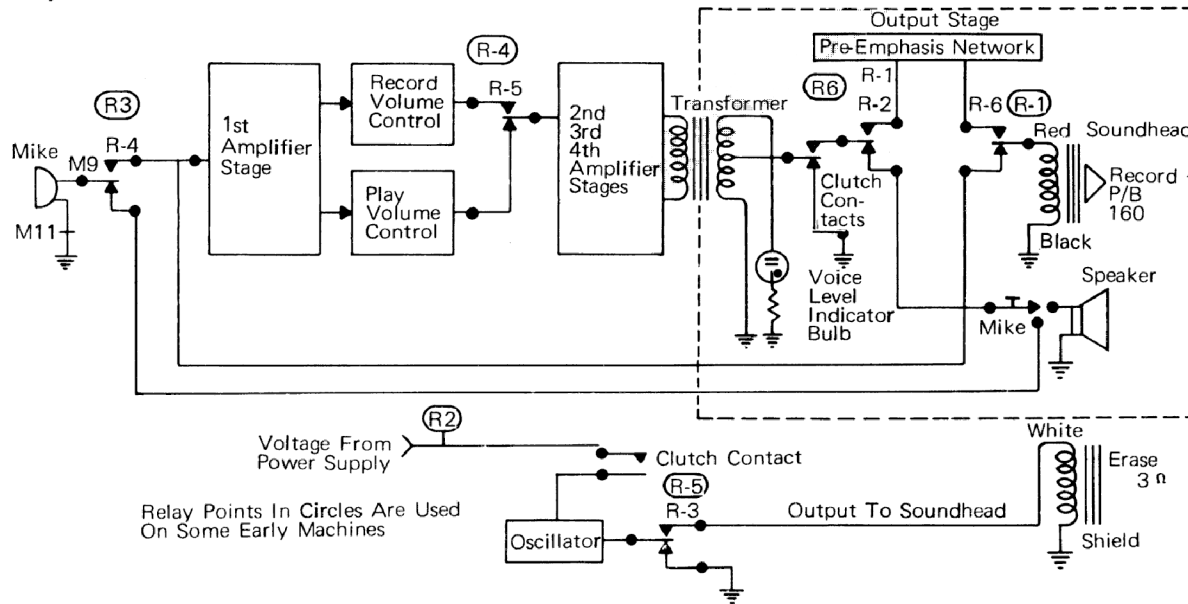 Output Stage
Pre-Emphasis Network
R-4
R-1
R3
Record
Volume
Control
R-5
R6
R-2
R-6
R-1
Transformer
Red
Soundhead
Mike
M9
R-4
1st
Amplifier
Stage
2nd
3rd
4th
Amplifier
Stages
Record -
P/B
160
Clutch
Con-
tacts
M11
Play
Volume
Control
Black
Speaker
Voice
Level
Indicator
Bulb
Mike
R2
White
Voltage From
Power Supply
Clutch Contact
Erase
3 Ω
R-5
R-3
Relay Points In Circles Are Used
On Some Early Machines
Output To Soundhead
Oscillator
Shield